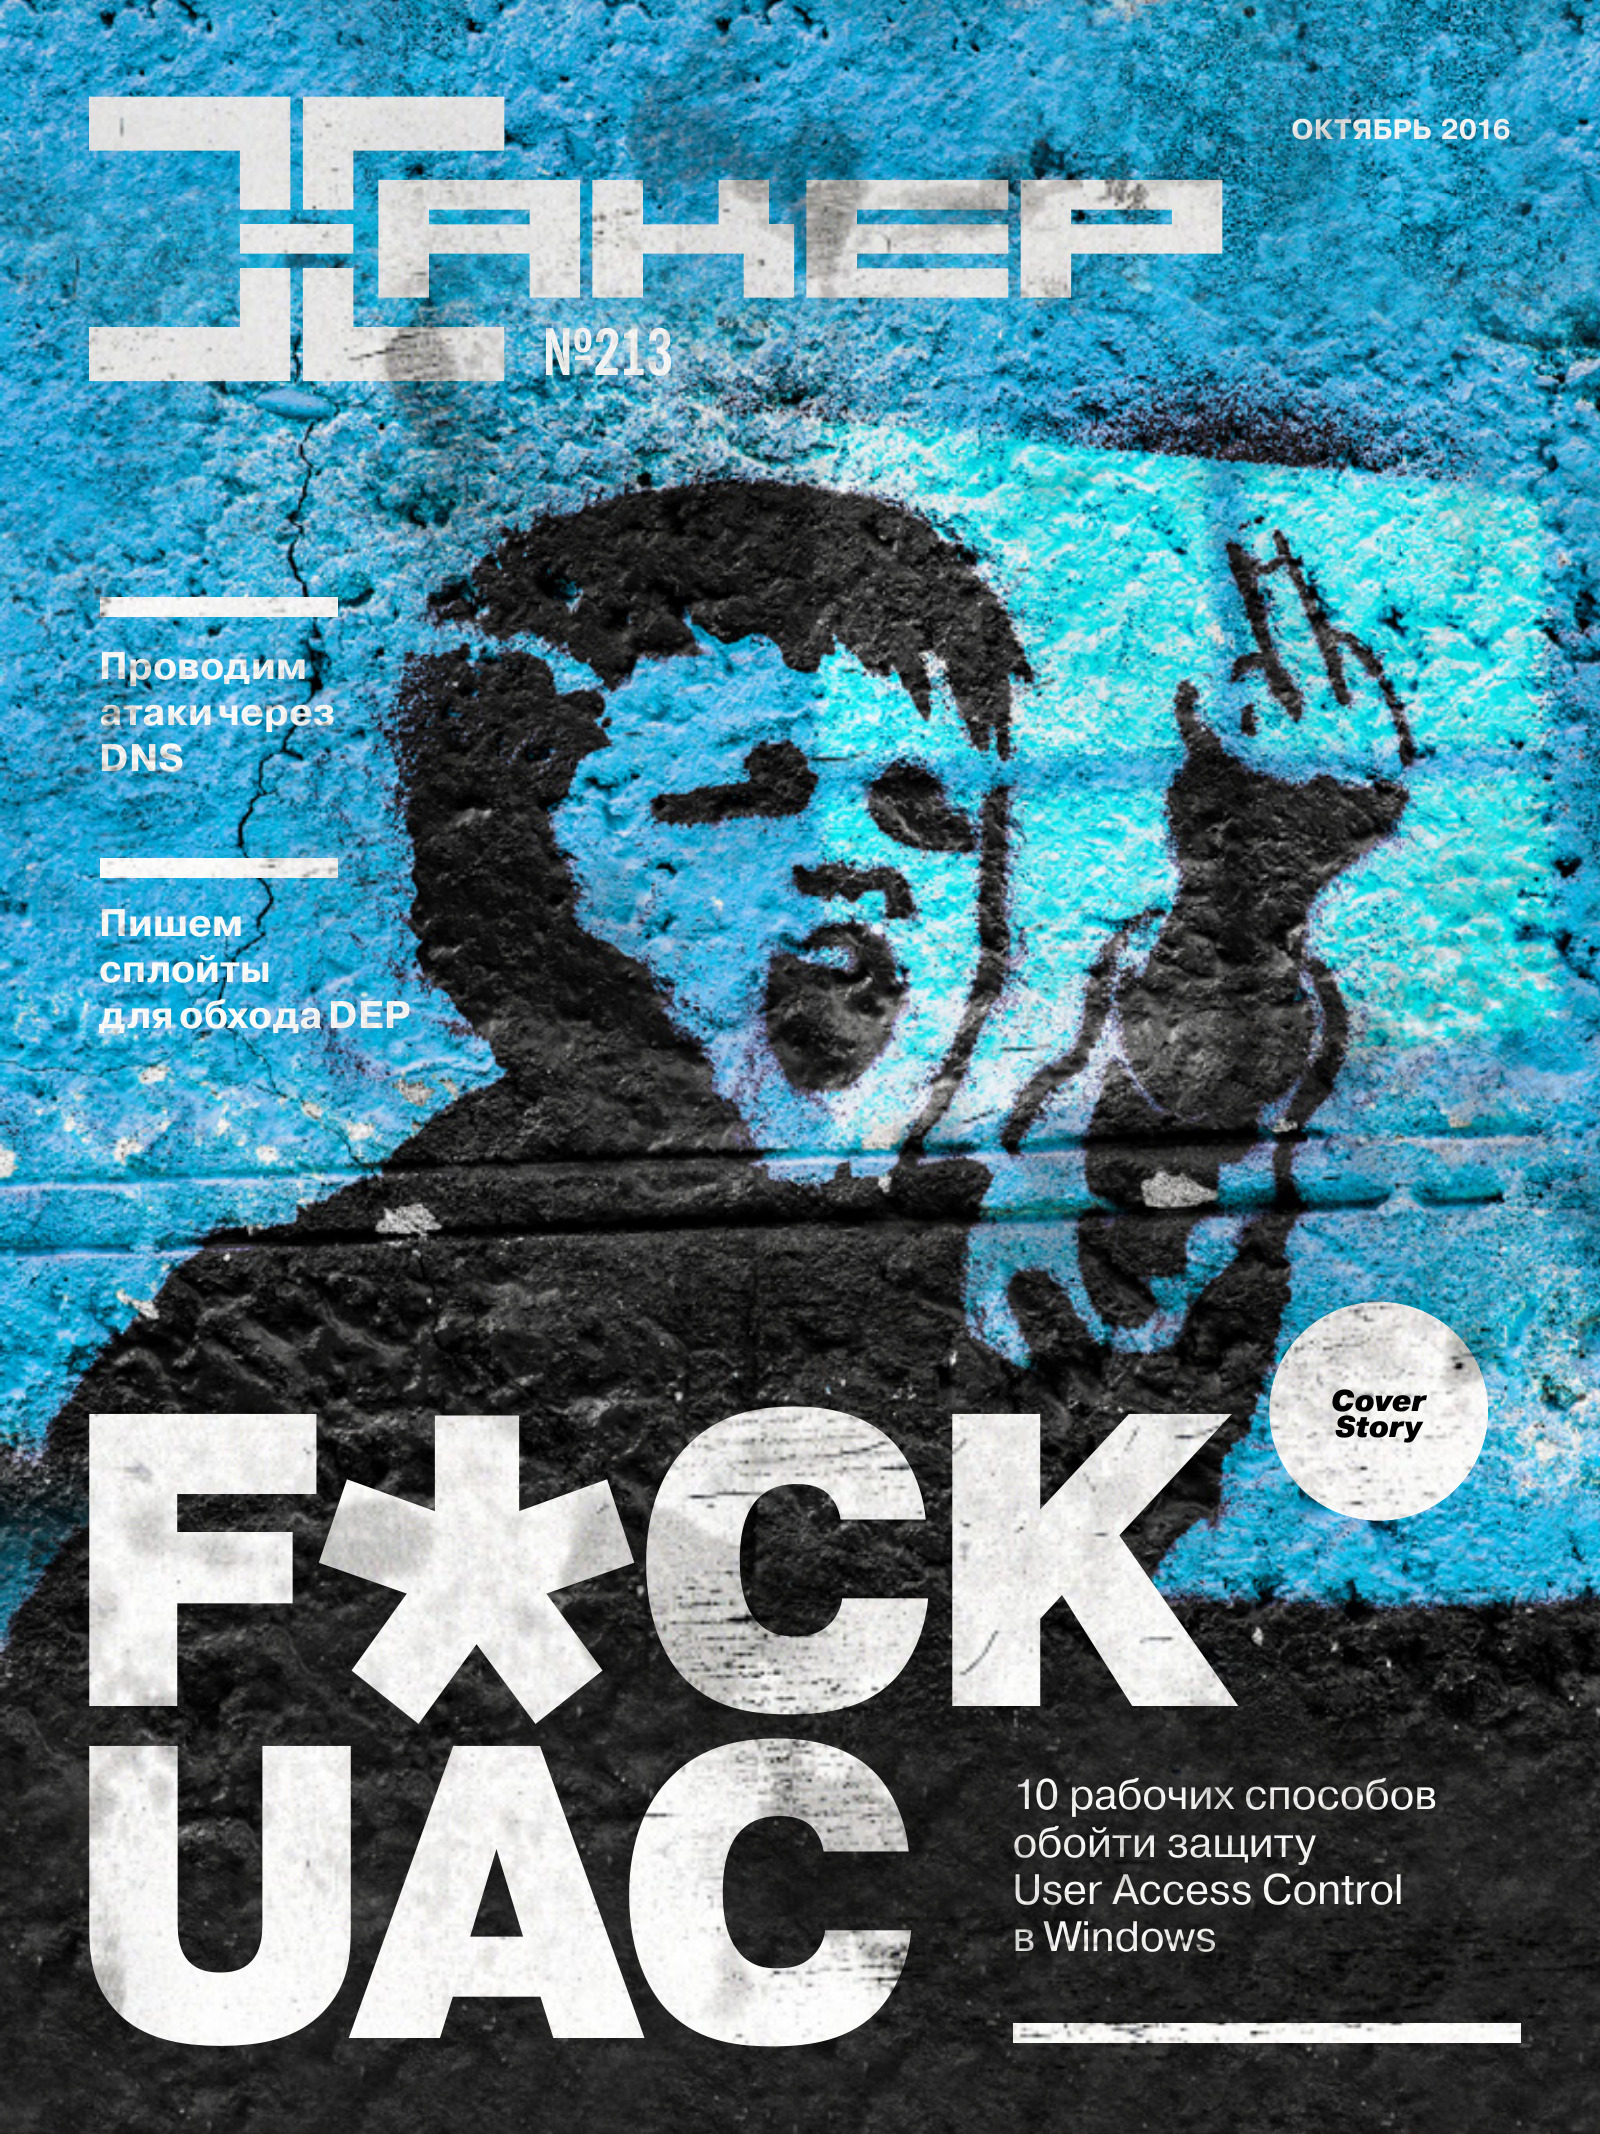 ХАКЕР
ОКТЯБРЬ 2016
№213
Проводим
атаки через
DNS
Пишем
сплойты
для обхода DEP
Cover
Story
F*CK
UAC
10 рабочих способов
обойти защиту
User Access Control
в Windows